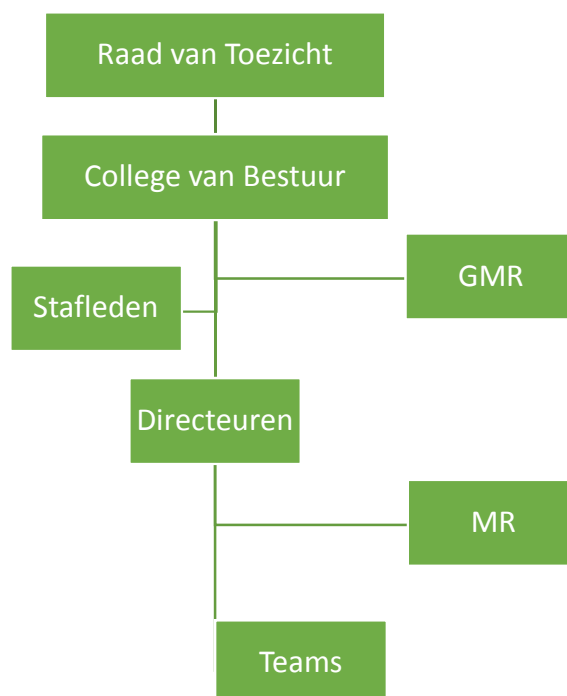 Raad van Toezicht
College van Bestuur
GMR
Stafleden
Directeuren
MR
Teams